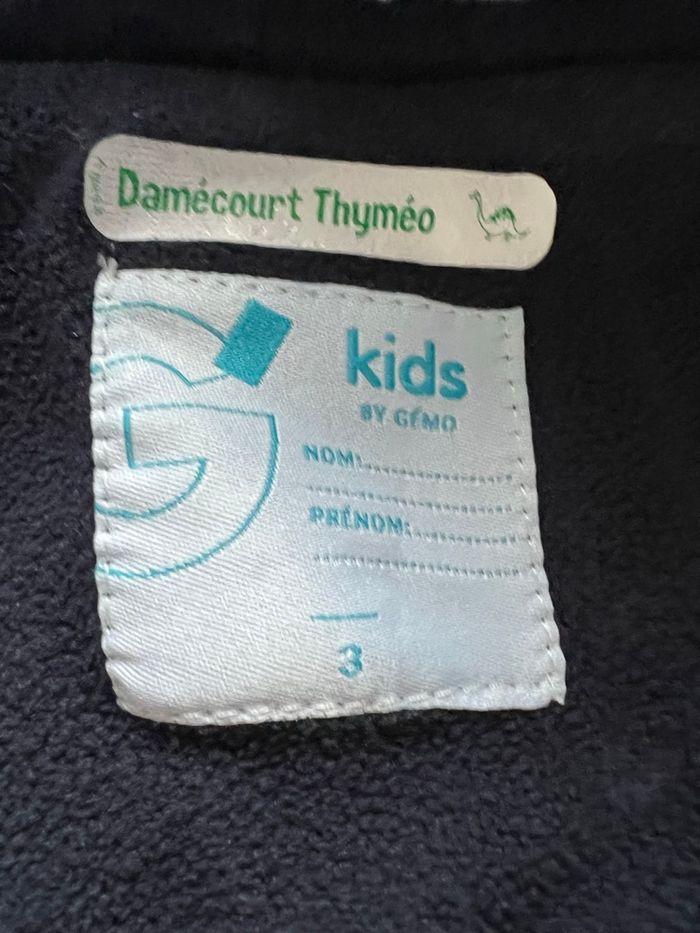 Damécourt Thyméo
kids
BY GÉMO
NOM:
PRÉNOM:
3